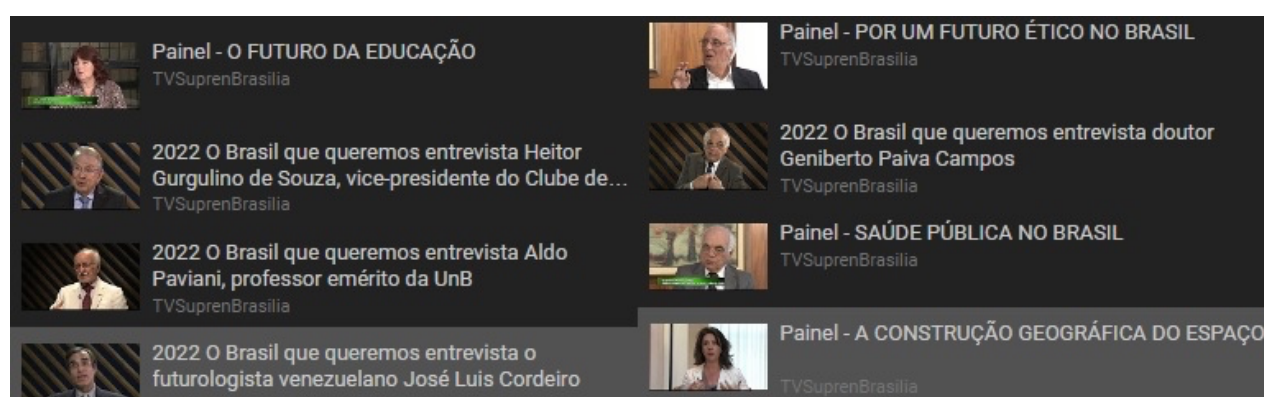 Painel - O FUTURO DA EDUCAÇÃO
TVSuprenBrasilia
2022 O Brasil que queremos entrevista Heitor
Gurgulino de Souza, vice-presidente do Clube de...
TVSuprenBrasilia
2022 O Brasil que queremos entrevista Aldo
Paviani, professor emérito da UnB
TVSuprenBrasilia
2022 O Brasil que queremos entrevista o
futurologista venezuelano José Luis Cordeiro
Painel - POR UM FUTURO ÉTICO NO BRASIL
TVSuprenBrasilia
2022 O Brasil que queremos entrevista doutor
Geniberto Paiva Campos
TVSuprenBrasilia
Painel - SAÚDE PÚBLICA NO BRASIL
TVSuprenBrasilia
Painel - A CONSTRUÇÃO GEOGRÁFICA DO ESPAÇO
TVSuprenBrasilia